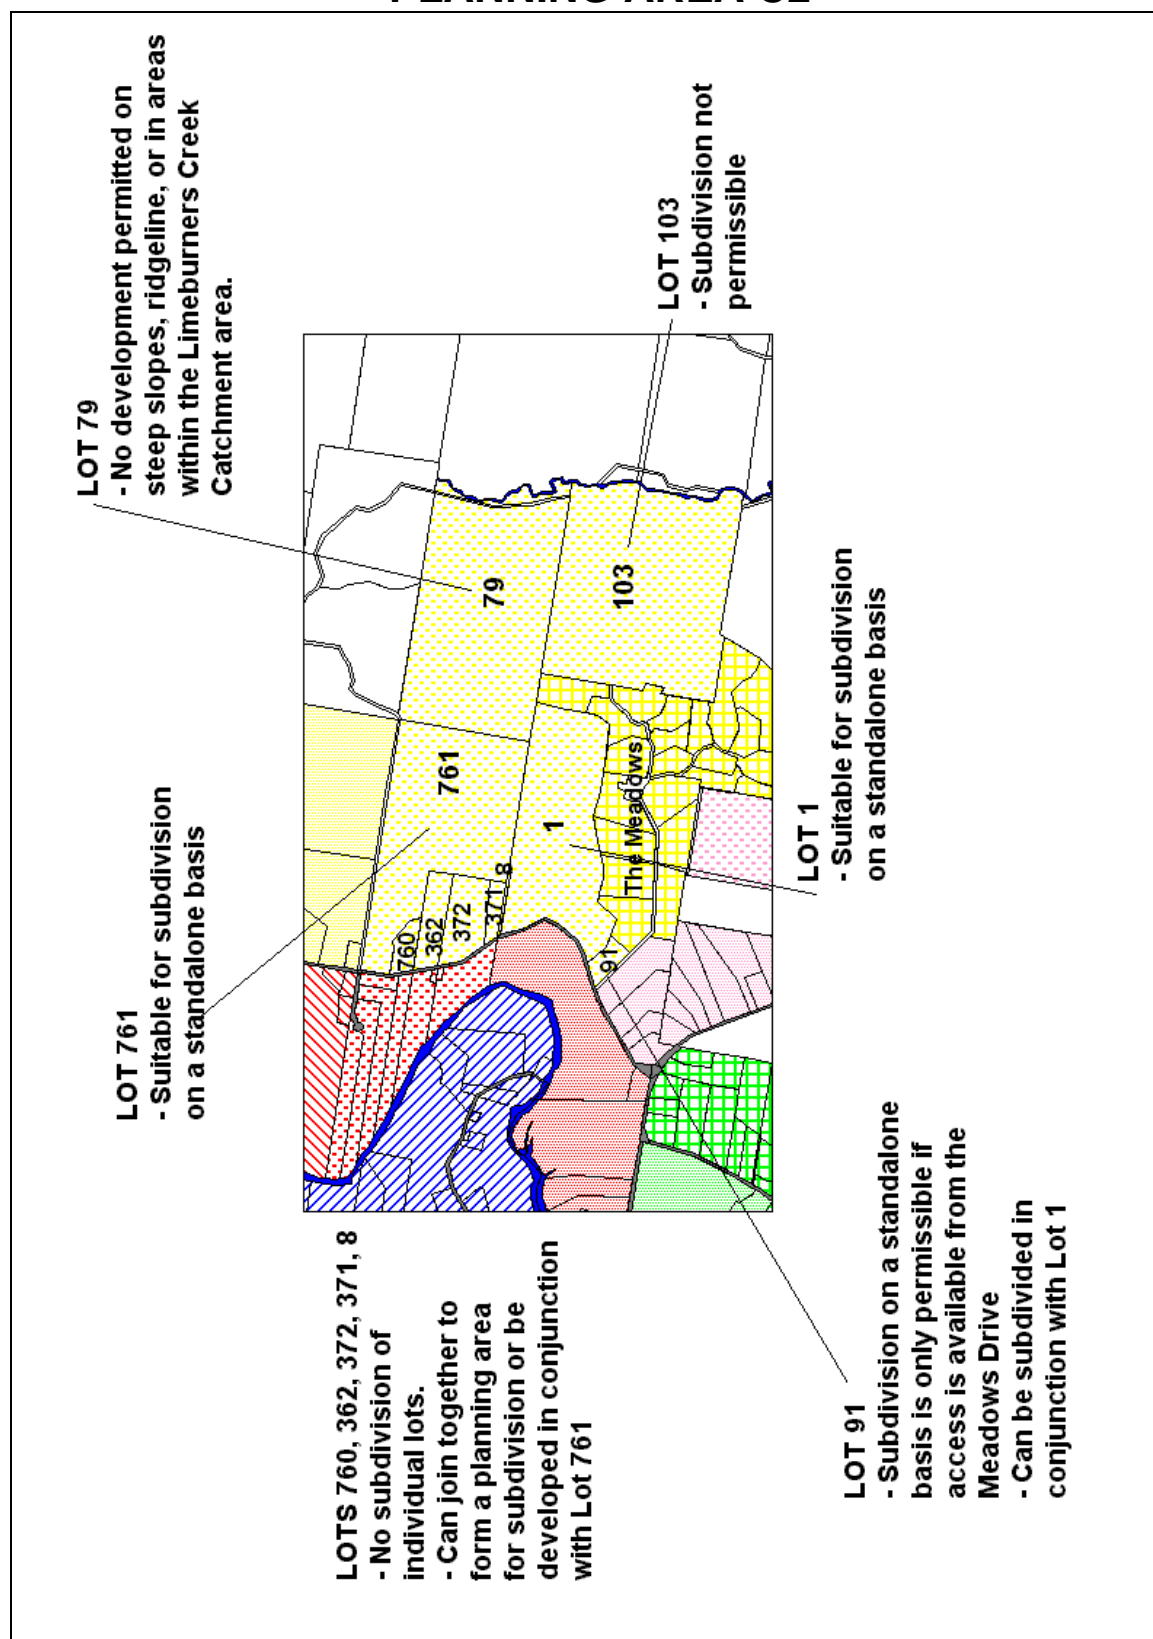 LOT 79
- No development permitted on
steep slopes, ridgeline, or in areas
within the Limeburners Creek
Catchment area.
LOT 761
- Suitable for subdivision
on a standalone basis
LOT 103
- Subdivision not
permissible
LOTS 760, 362, 372, 371, 8
- No subdivision of
individual lots.
- Can join together to
form a planning area
for subdivision or be
developed in conjunction
with Lot 761
760
362
372
371
8
761
79
1
103
91
The Meadows
LOT 1
- Suitable for subdivision
on a standalone basis
LOT 91
- Subdivision on a standalone
basis is only permissible if
access is available from the
Meadows Drive
- Can be subdivided in
conjunction with Lot 1